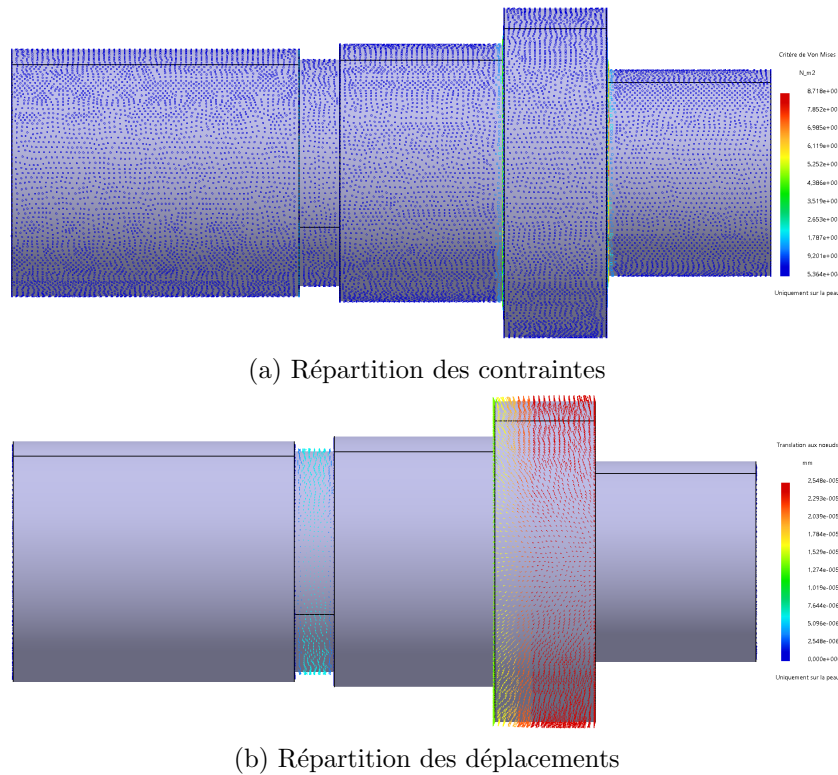 Critère de Von Mises
N_m2
8,718e+00
7,852e+00
6,985e+00
6,119e+00
5,252e+00
4,386e+00
3,519e+00
2,653e+00
1,787e+00
9,201e+00
5,364e+00
Uniquement sur la peau
(a) Répartition des contraintes
Translation aux nœuds
mm
2,548e-005
2,293e-005
2,039e-005
1,784e-005
1,529e-005
1,274e-005
1,019e-005
7,644e-006
5,096e-006
2,548e-006
0,000e+00
Uniquement sur la peau
(b) Répartition des déplacements